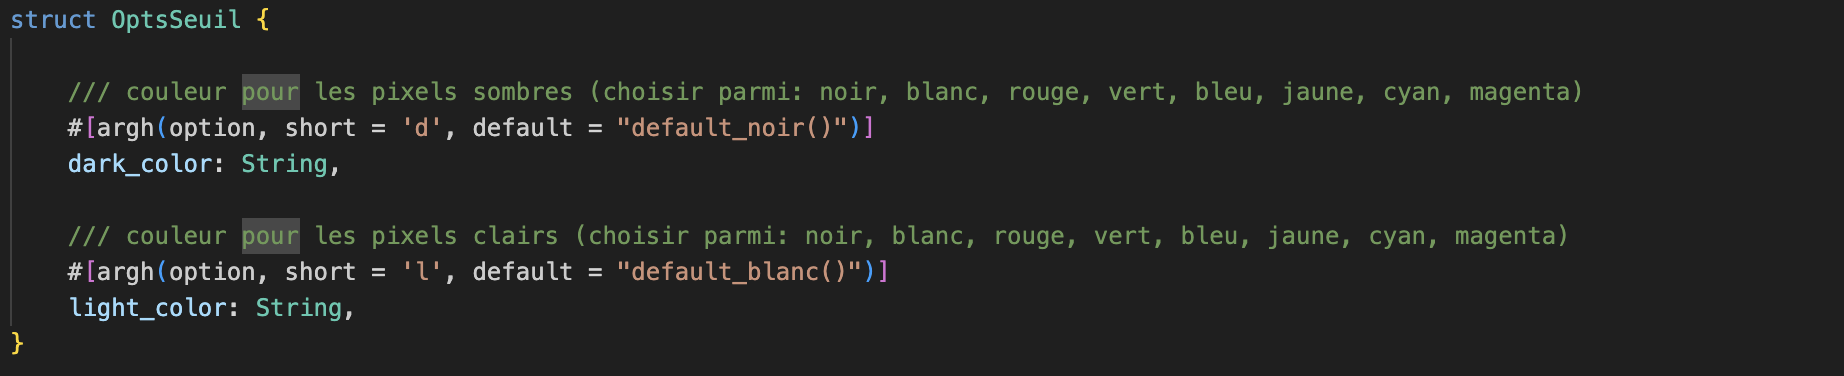 struct OptsSeuil {
/// couleur pour les pixels sombres (choisir parmi: noir, blanc, rouge, vert, bleu, jaune, cyan, magenta)
#[argh(option, short = 'd', default = "default_noir()")]
dark_color: String,
/// couleur pour les pixels clairs (choisir parmi: noir, blanc, rouge, vert, bleu, jaune, cyan, magenta)
#[argh(option, short = 'l', default = "default_blanc()")]
light_color: String,
}